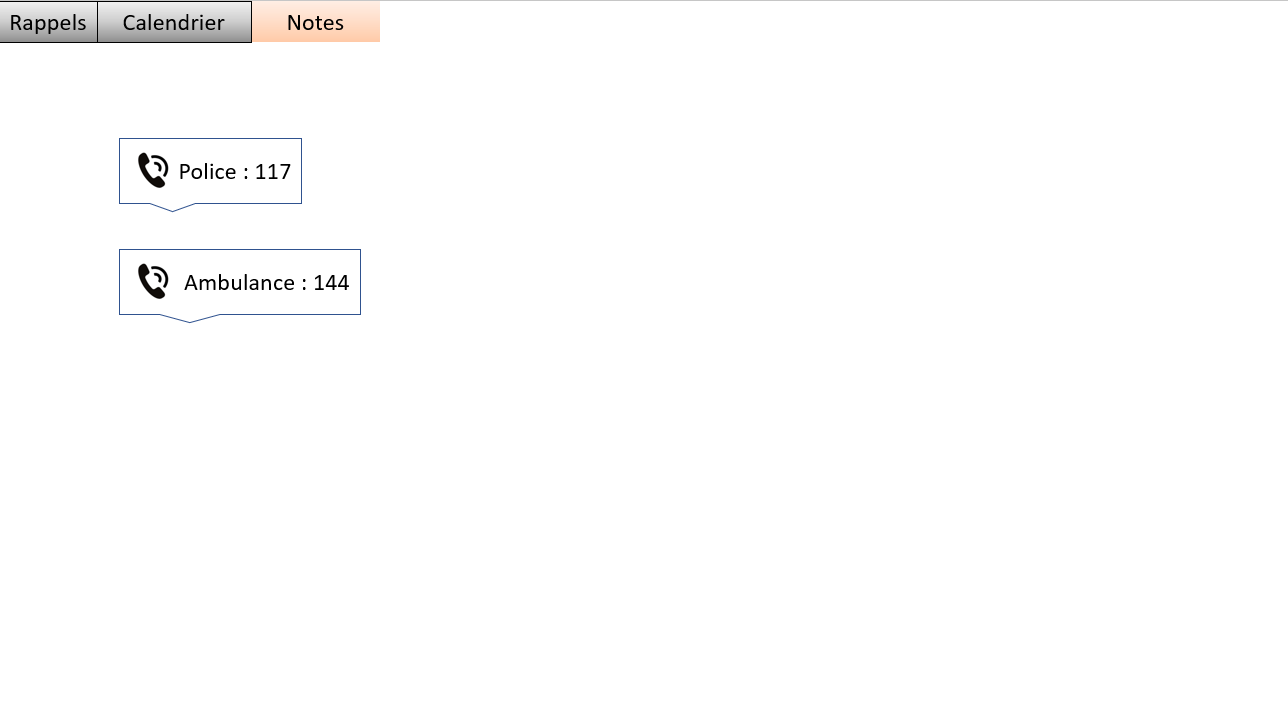 Rappels Calendrier Notes
Police : 117
Ambulance : 144